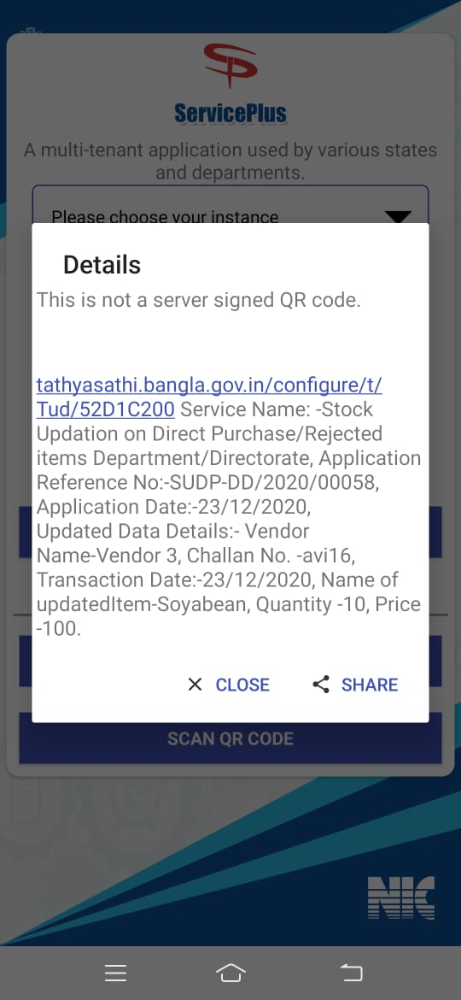 ServicePlus
A multi-tenant application used by various states
and departments.
Please choose your instance
Details
This is not a server signed QR code.
tathyasathi.bangla.gov.in/configure/t/
Tud/52D1C200 Service Name: -Stock
Updation on Direct Purchase/Rejected
items Department/Directorate, Application
Reference No:-SUDP-DD/2020/00058,
Application Date:-23/12/2020,
Updated Data Details:- Vendor
Name-Vendor 3, Challan No. -avi16,
Transaction Date:-23/12/2020, Name of
updatedItem-Soyabean, Quantity -10, Price
-100.
CLOSE SHARE
SCAN QR CODE
NIC